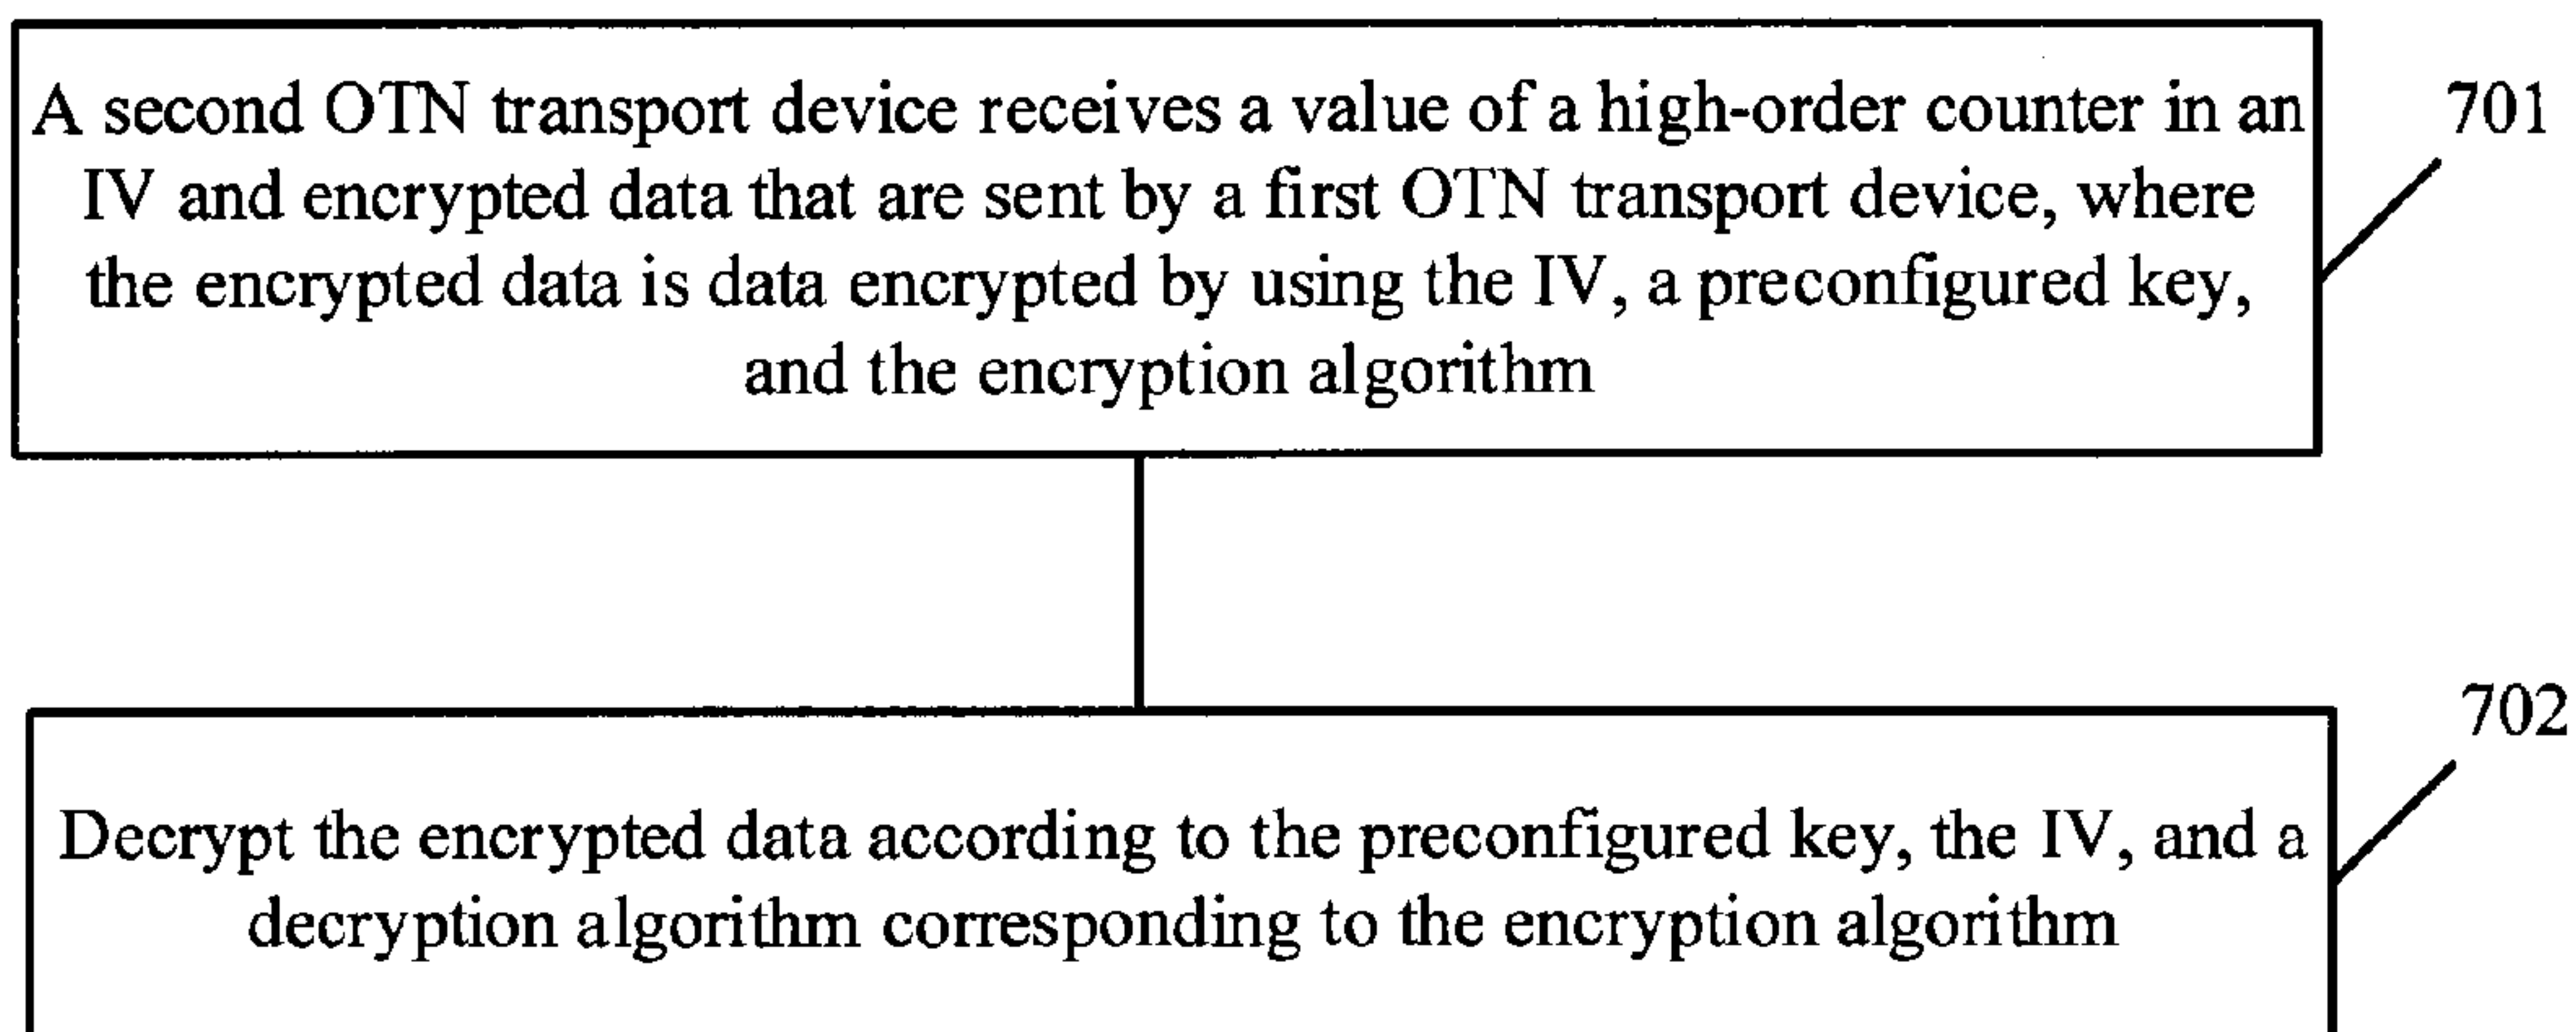 A second OTN transport device receives a value of a high-order counter in an
IV and encrypted data that are sent by a first OTN transport device, where
the encrypted data is data encrypted by using the IV, a preconfigured key,
and the encryption algorithm
701
702
Decrypt the encrypted data according to the preconfigured key, the IV, and a
decryption algorithm corresponding to the encryption algorithm